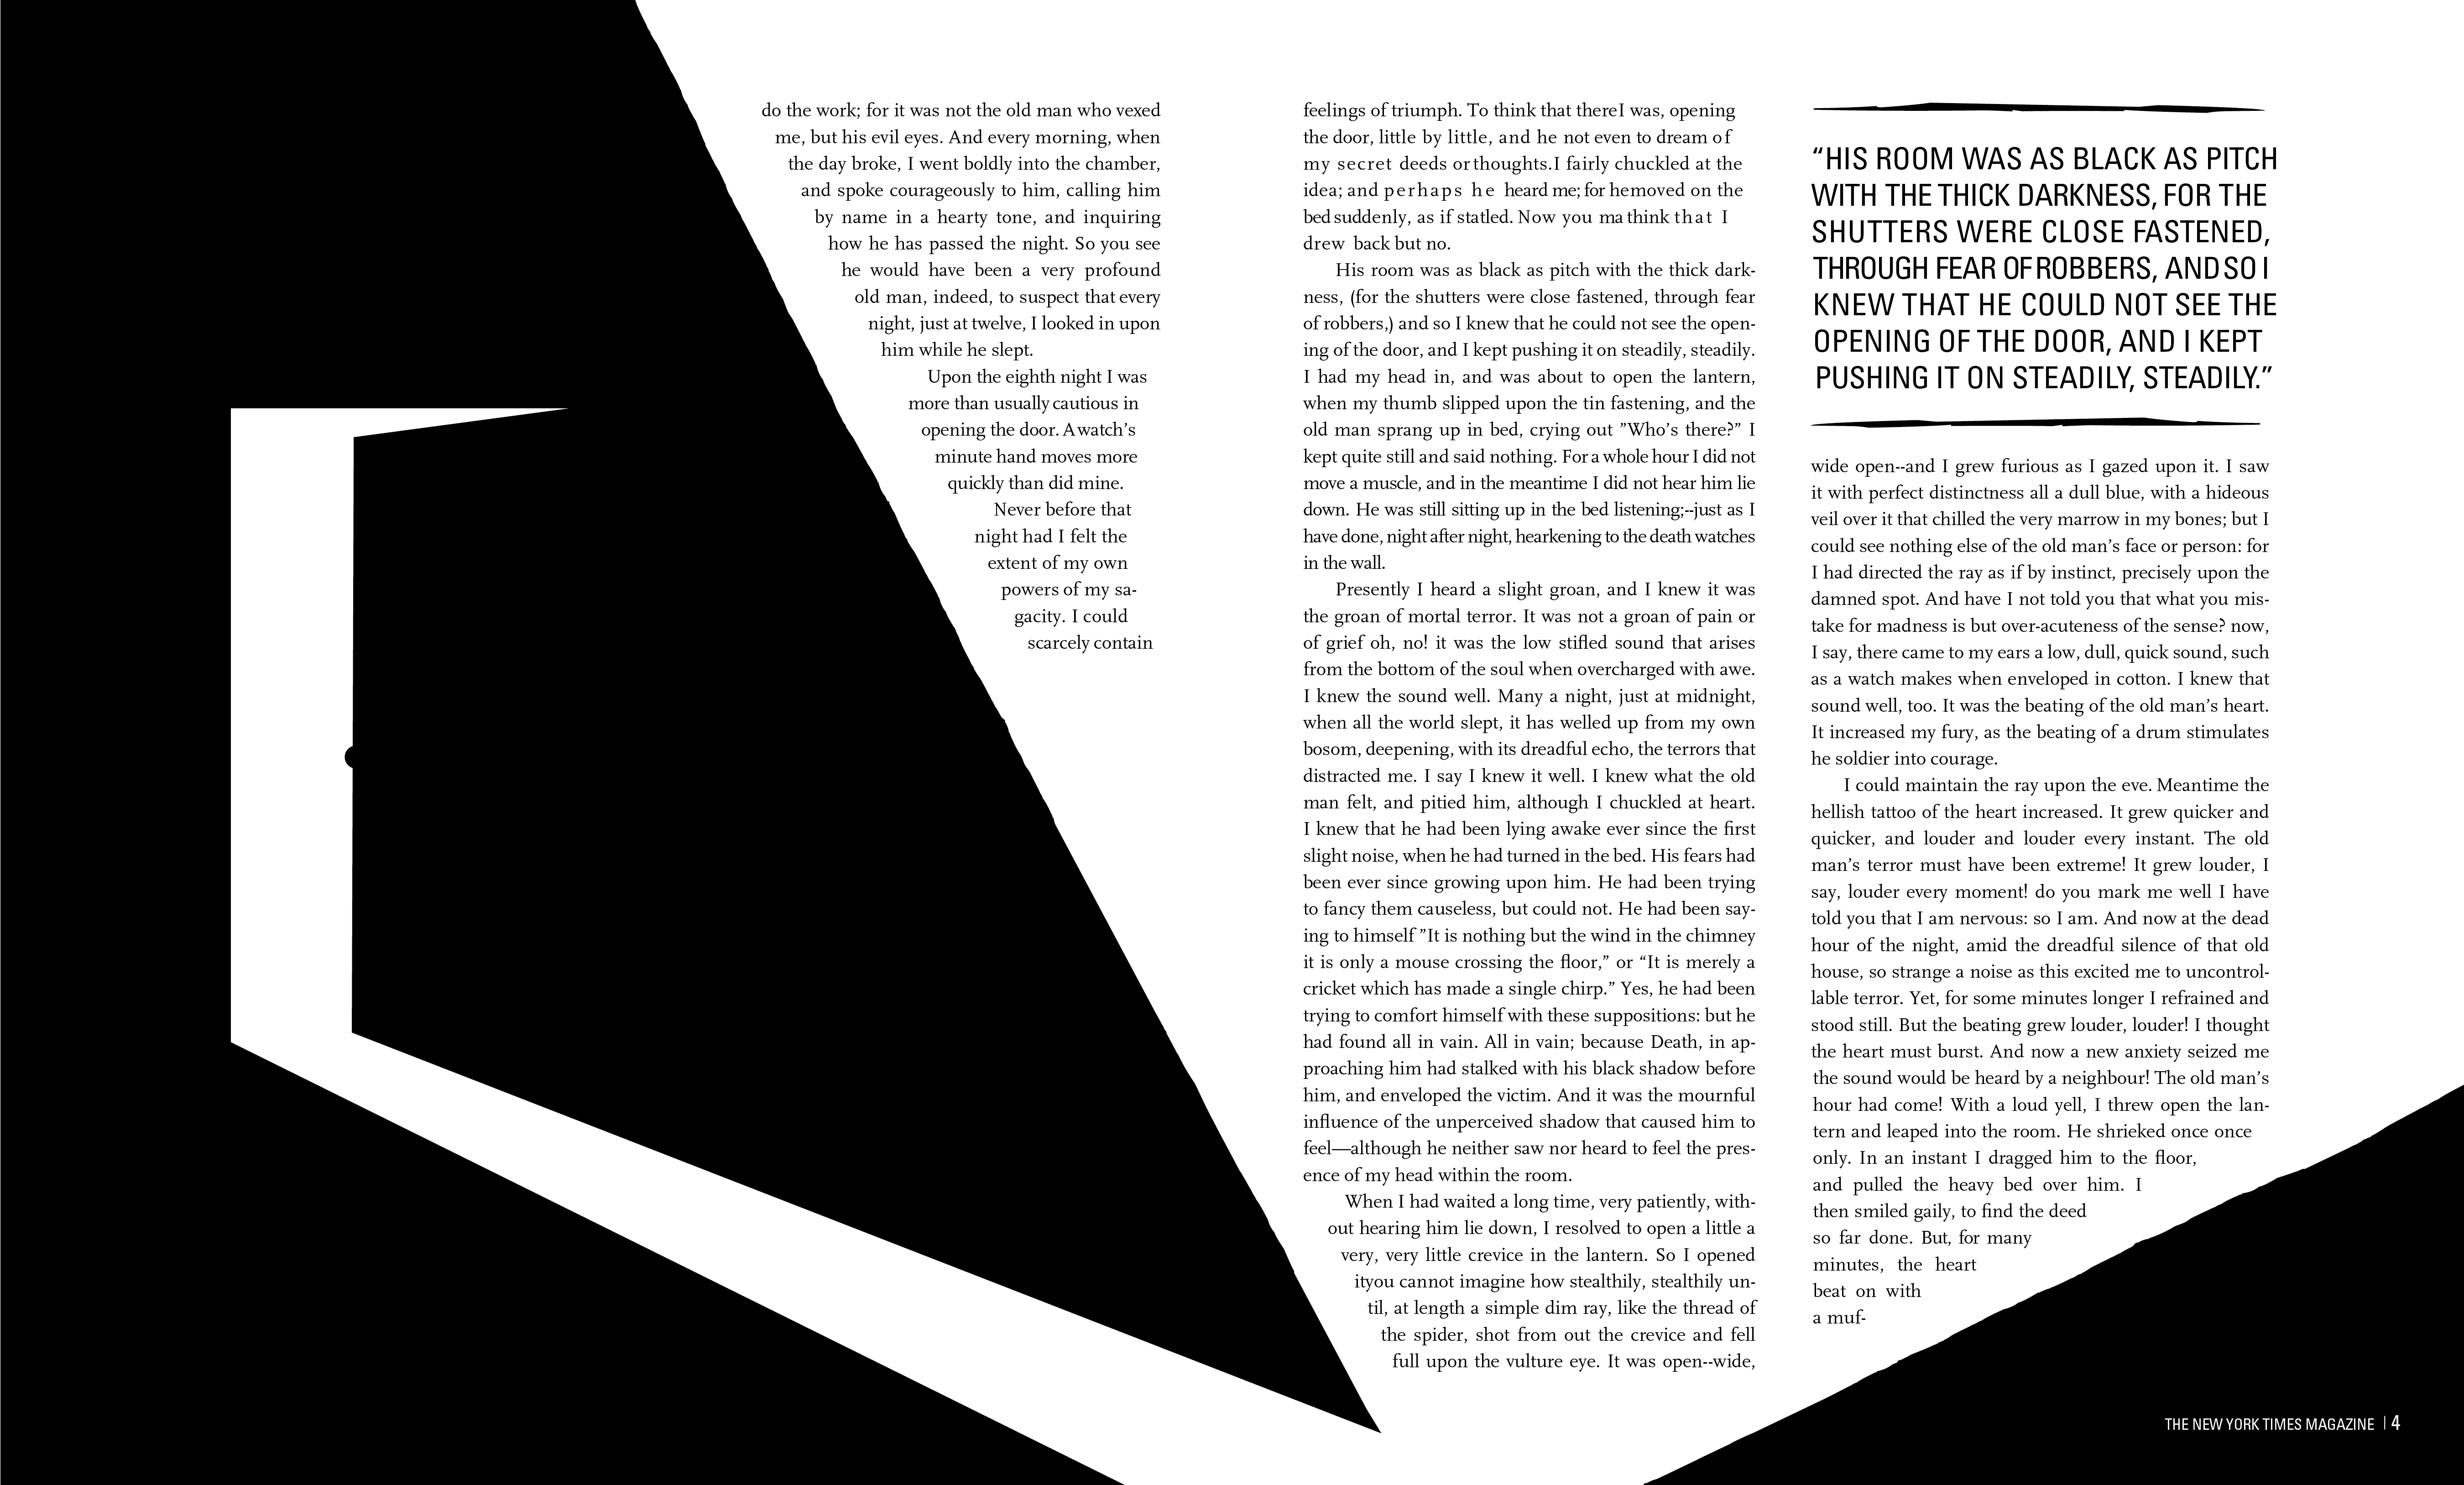 do the work; for it was not the old man who vexed
me, but his evil eyes. And every morning, when
the day broke, I went boldly into the chamber,
and spoke courageously to him, calling him
by name in a hearty tone, and inquiring
how he has passed the night. So you see
he would have been a very profound
old man, indeed, to suspect that every
night, just at twelve, I looked in upon
him while he slept.
Upon the eighth night I was
more than usually cautious in
opening the door. A watch’s
minute hand moves more
quickly than did mine.
Never before that
night had I felt the
extent of my own
powers of my sa-
gacity. I could
scarcely contain
feelings of triumph. To think that there I was, opening
the door, little by little, and he not even to dream of
my secret deeds or thoughts. I fairly chuckled at the
idea; and perhaps he heard me; for hemoved on the
bed suddenly, as if statled. Now you ma think that I
drew back but no.
His room was as black as pitch with the thick dark-
ness, (for the shutters were close fastened, through fear
of robbers,) and so I knew that he could not see the open-
ing of the door, and I kept pushing it on steadily, steadily.
I had my head in, and was about to open the lantern,
when my thumb slipped upon the tin fastening, and the
old man sprang up in bed, crying out ”Who’s there?” I
kept quite still and said nothing. For a whole hour I did not
move a muscle, and in the meantime I did not hear him lie
down. He was still sitting up in the bed listening;--just as I
have done, night after night, hearkening to the death watches
in the wall.
Presently I heard a slight groan, and I knew it was
the groan of mortal terror. It was not a groan of pain or
of grief oh, no! it was the low stifled sound that arises
from the bottom of the soul when overcharged with awe.
I knew the sound well. Many a night, just at midnight,
when all the world slept, it has welled up from my own
bosom, deepening, with its dreadful echo, the terrors that
distracted me. I say I knew it well. I knew what the old
man felt, and pitied him, although I chuckled at heart.
I knew that he had been lying awake ever since the first
slight noise, when he had turned in the bed. His fears had
been ever since growing upon him. He had been trying
to fancy them causeless, but could not. He had been say-
ing to himself ”It is nothing but the wind in the chimney
it is only a mouse crossing the floor,” or “It is merely a
cricket which has made a single chirp.” Yes, he had been
trying to comfort himself with these suppositions: but he
had found all in vain. All in vain; because Death, in ap-
proaching him had stalked with his black shadow before
him, and enveloped the victim. And it was the mournful
influence of the unperceived shadow that caused him to
feel—although he neither saw nor heard to feel the pres-
ence of my head within the room.
When I had waited a long time, very patiently, with-
out hearing him lie down, I resolved to open a little a
very, very little crevice in the lantern. So I opened
ityou cannot imagine how stealthily, stealthily un-
til, at length a simple dim ray, like the thread of
the spider, shot from out the crevice and fell
full upon the vulture eye. It was open--wide,
“HIS ROOM WAS AS BLACK AS PITCH
WITH THE THICK DARKNESS, FOR THE
SHUTTERS WERE CLOSE FASTENED,
THROUGH FEAR OF ROBBERS, AND SO I
KNEW THAT HE COULD NOT SEE THE
OPENING OF THE DOOR, AND I KEPT
PUSHING IT ON STEADILY, STEADILY.”
wide open--and I grew furious as I gazed upon it. I saw
it with perfect distinctness all a dull blue, with a hideous
veil over it that chilled the very marrow in my bones; but I
could see nothing else of the old man’s face or person: for
I had directed the ray as if by instinct, precisely upon the
damned spot. And have I not told you that what you mis-
take for madness is but over-acuteness of the sense? now,
I say, there came to my ears a low, dull, quick sound, such
as a watch makes when enveloped in cotton. I knew that
sound well, too. It was the beating of the old man’s heart.
It increased my fury, as the beating of a drum stimulates
he soldier into courage.
I could maintain the ray upon the eve. Meantime the
hellish tattoo of the heart increased. It grew quicker and
quicker, and louder and louder every instant. The old
man’s terror must have been extreme! It grew louder, I
say, louder every moment! do you mark me well I have
told you that I am nervous: so I am. And now at the dead
hour of the night, amid the dreadful silence of that old
house, so strange a noise as this excited me to uncontrol-
lable terror. Yet, for some minutes longer I refrained and
stood still. But the beating grew louder, louder! I thought
the heart must burst. And now a new anxiety seized me
the sound would be heard by a neighbour! The old man’s
hour had come! With a loud yell, I threw open the lan-
tern and leaped into the room. He shrieked once once
only. In an instant I dragged him to the floor,
and pulled the heavy bed over him. I
then smiled gaily, to find the deed
so far done. But, for many
minutes, the heart
beat on with
a muf-
THE NEW YORK TIMES MAGAZINE | 4